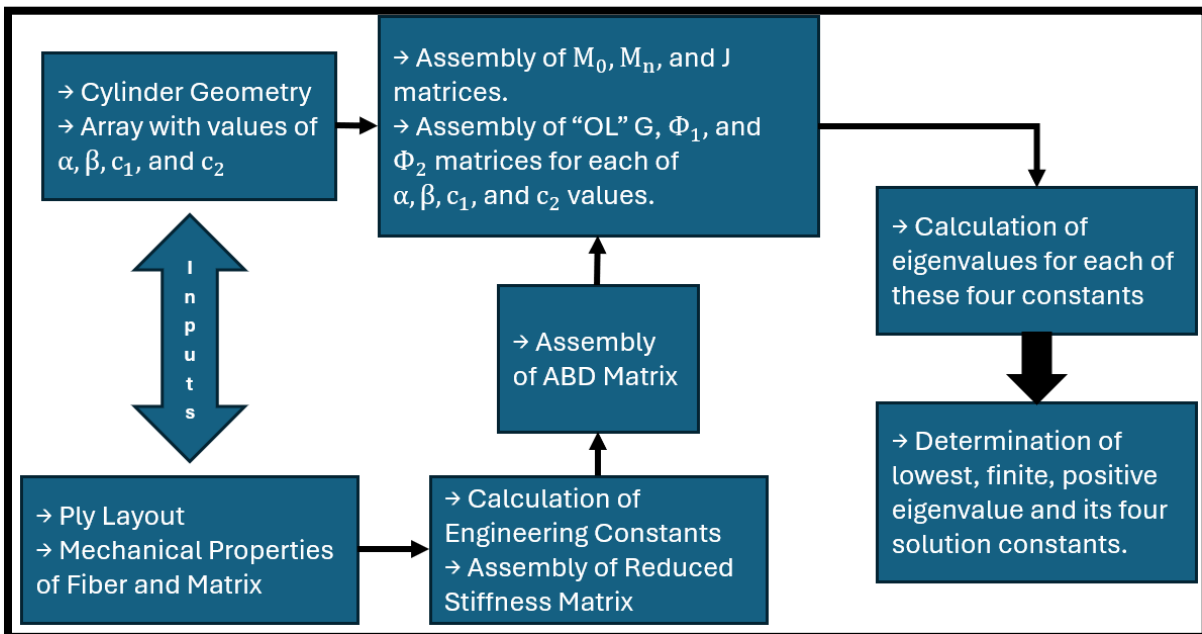 → Cylinder Geometry
→ Array with values of
α, β, c₁, and c₂
→ Assembly of M₀, Mₙ, and J
matrices.
→ Assembly of “OL” G, Φ₁, and
Φ₂ matrices for each of
α, β, c₁, and c₂ values.
→ Calculation of
eigenvalues for each of
these four constants
Inputs
→ Assembly
of ABD Matrix
→ Determination of
lowest, finite, positive
eigenvalue and its four
solution constants.
→ Ply Layout
→ Mechanical Properties
of Fiber and Matrix
→ Calculation of
Engineering Constants
→ Assembly of Reduced
Stiffness Matrix